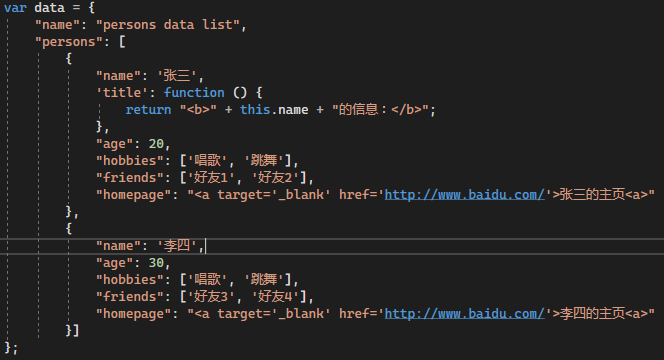 var data = {
"name": "persons data list",
"persons": [
{
"name": '张三',
'title': function () {
return "<b>" + this.name + "的信息：</b>";
},
"age": 20,
"hobbies": ['唱歌', '跳舞'],
"friends": ['好友1', '好友2'],
"homepage": "<a target='_blank' href='http://www.baidu.com/'>张三的主页<a>"
},
{
"name": '李四',
"age": 30,
"hobbies": ['唱歌', '跳舞'],
"friends": ['好友3', '好友4'],
"homepage": "<a target='_blank' href='http://www.baidu.com/'>李四的主页<a>"
}]
};